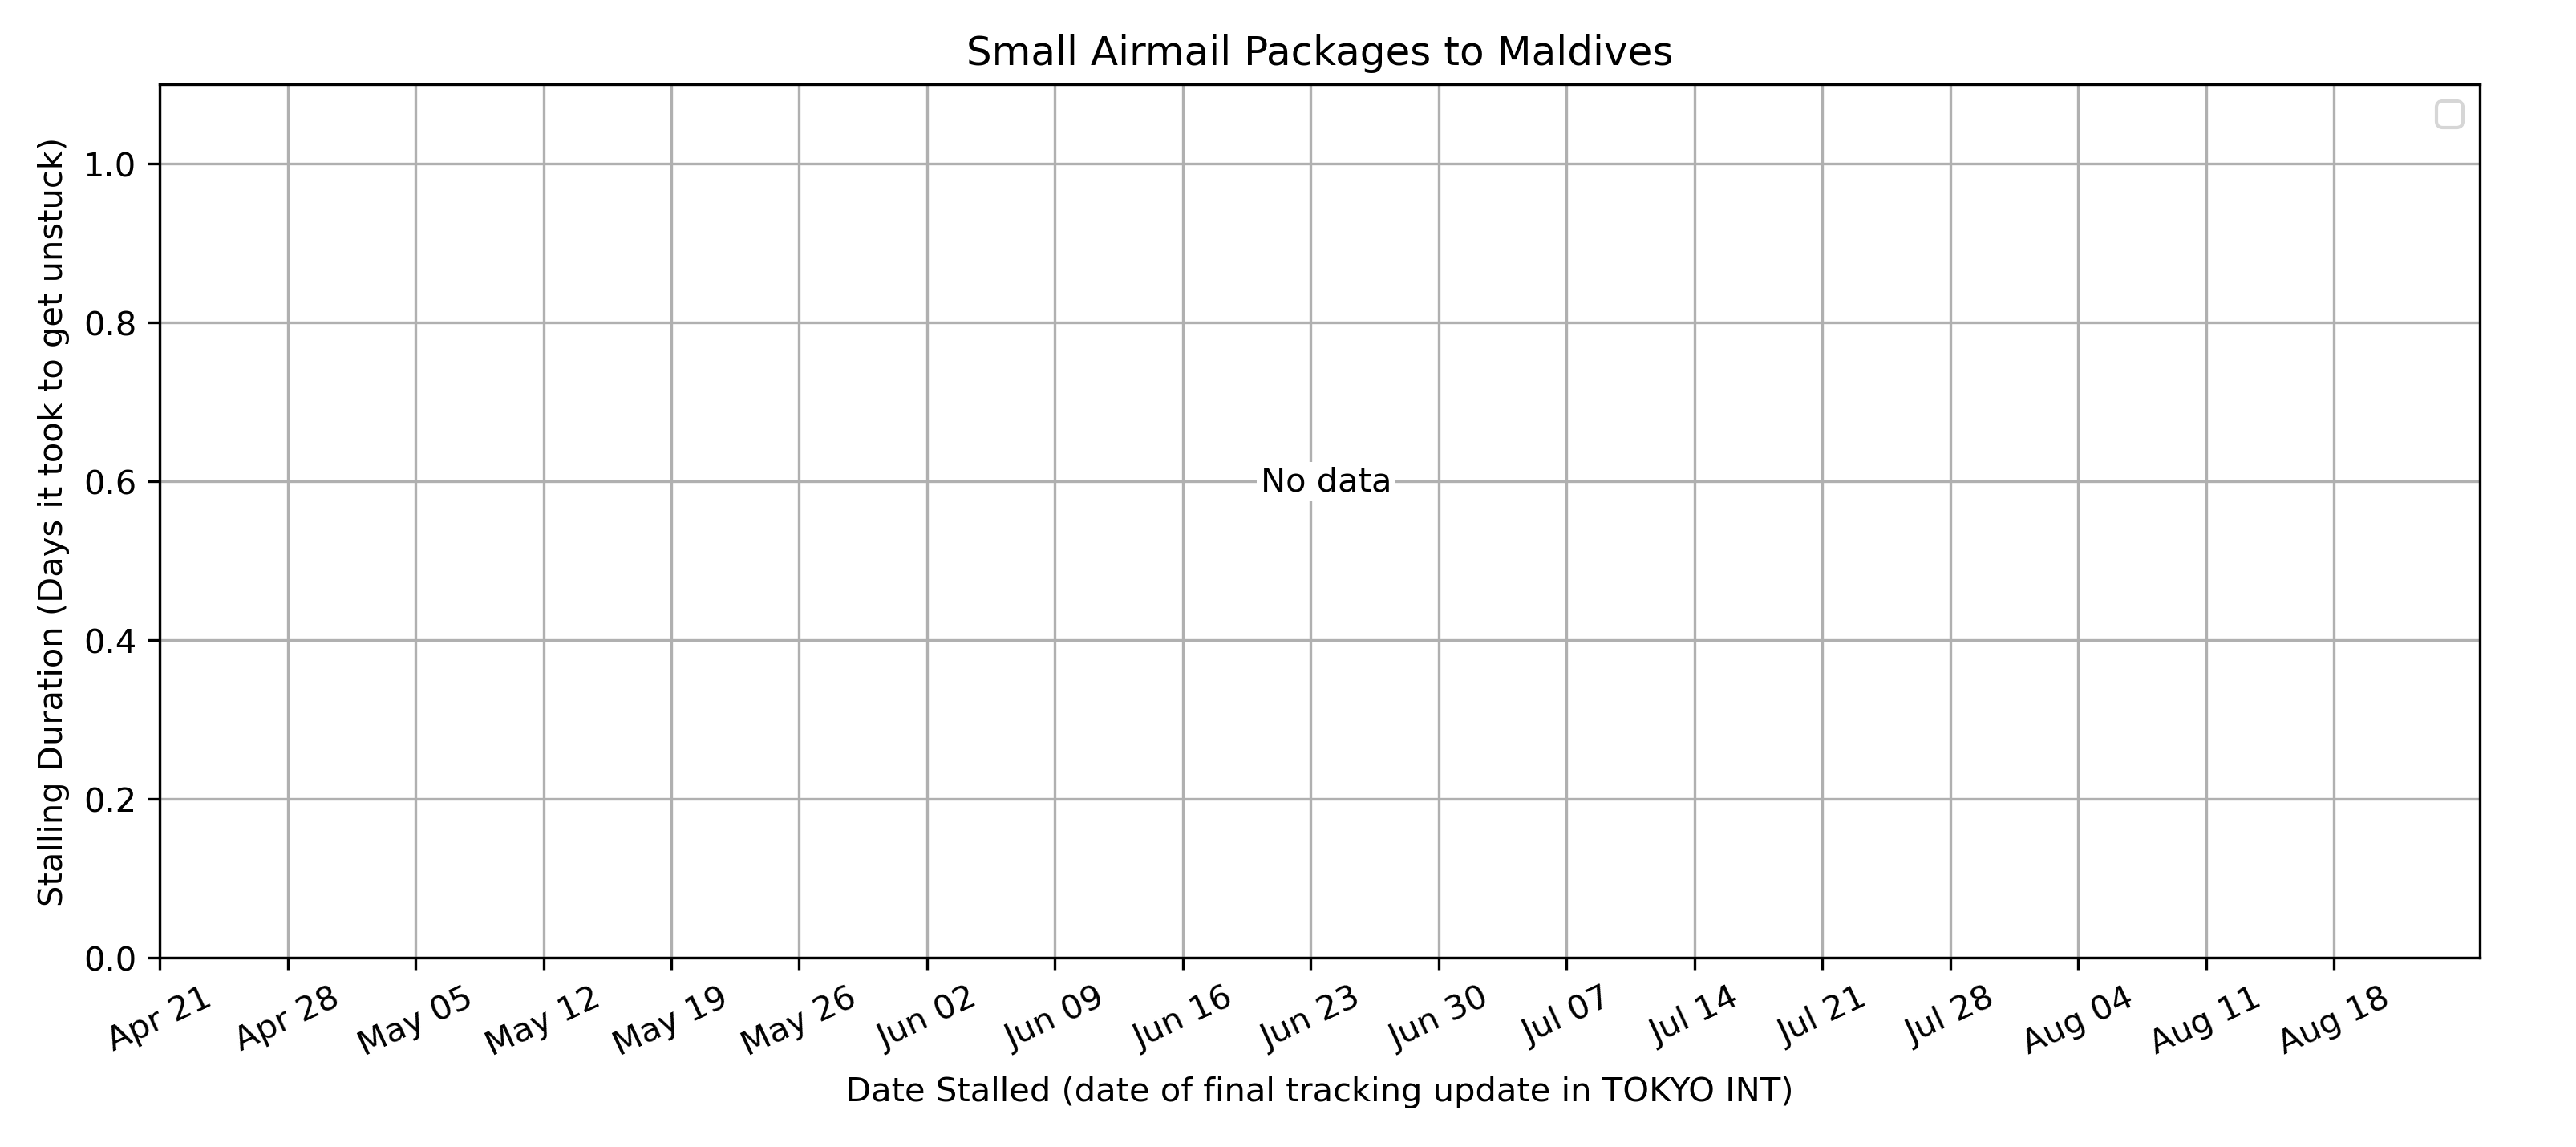 Small Airmail Packages to Maldives
Stalling Duration (Days it took to get unstuck)
1.0
0.8
0.6
0.4
0.2
0.0
No data
Apr 21 Apr 28 May 05 May 12 May 19 May 26 Jun 02 Jun 09 Jun 16 Jun 23 Jun 30 Jul 07 Jul 14 Jul 21 Jul 28 Aug 04 Aug 11 Aug 18
Date Stalled (date of final tracking update in TOKYO INT)